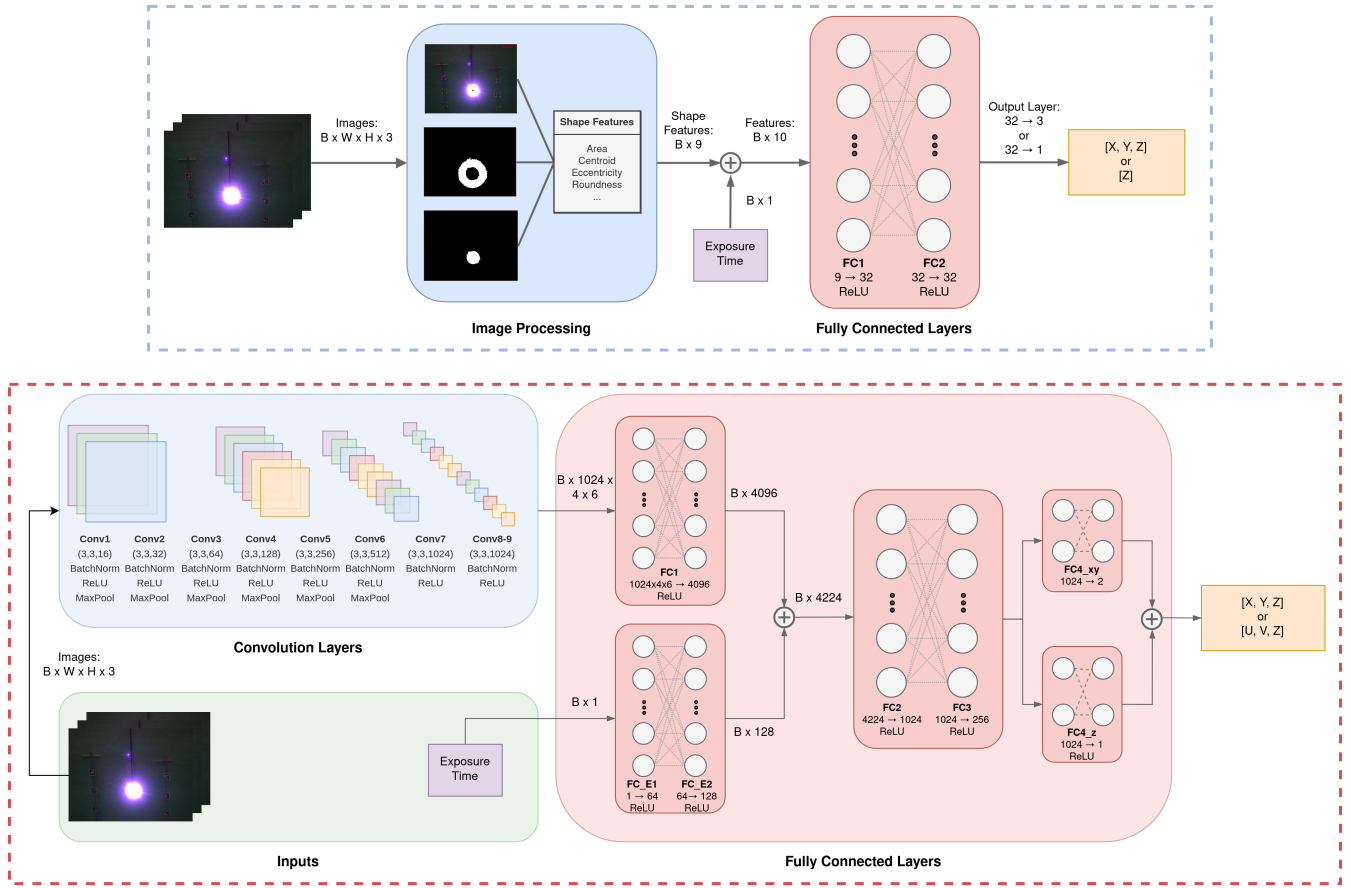 Images:
B x W x H x 3
Shape Features
Area
Centroid
Eccentricity
Roundness
...
Image Processing
Shape
Features:
B x 9
Features:
B x 10
B x 1
Exposure
Time
FC1
9 → 32
ReLU
FC2
32 → 32
ReLU
Fully Connected Layers
Output Layer:
32 → 3
or
32 → 1
[X, Y, Z]
or
[Z]
Conv1
(3,3,16)
BatchNorm
ReLU
MaxPool
Conv2
(3,3,32)
BatchNorm
ReLU
MaxPool
Conv3
(3,3,64)
BatchNorm
ReLU
MaxPool
Conv4
(3,3,128)
BatchNorm
ReLU
MaxPool
Conv5
(3,3,256)
BatchNorm
ReLU
MaxPool
Conv6
(3,3,512)
BatchNorm
ReLU
MaxPool
Conv7
(3,3,1024)
BatchNorm
ReLU
Conv8-9
(3,3,1024)
BatchNorm
ReLU
Convolution Layers
Images:
B x W x H x 3
Exposure
Time
Inputs
B x 1024 x
4 x 6
FC1
1024x4x6 → 4096
ReLU
B x 4096
B x 1
FC_E1
1 → 64
ReLU
FC_E2
64→ 128
ReLU
B x 128
B x 4224
FC2
4224 → 1024
ReLU
FC3
1024 → 256
ReLU
FC4_xy
1024 → 2
FC4_z
1024 → 1
ReLU
Fully Connected Layers
[X, Y, Z]
or
[U, V, Z]